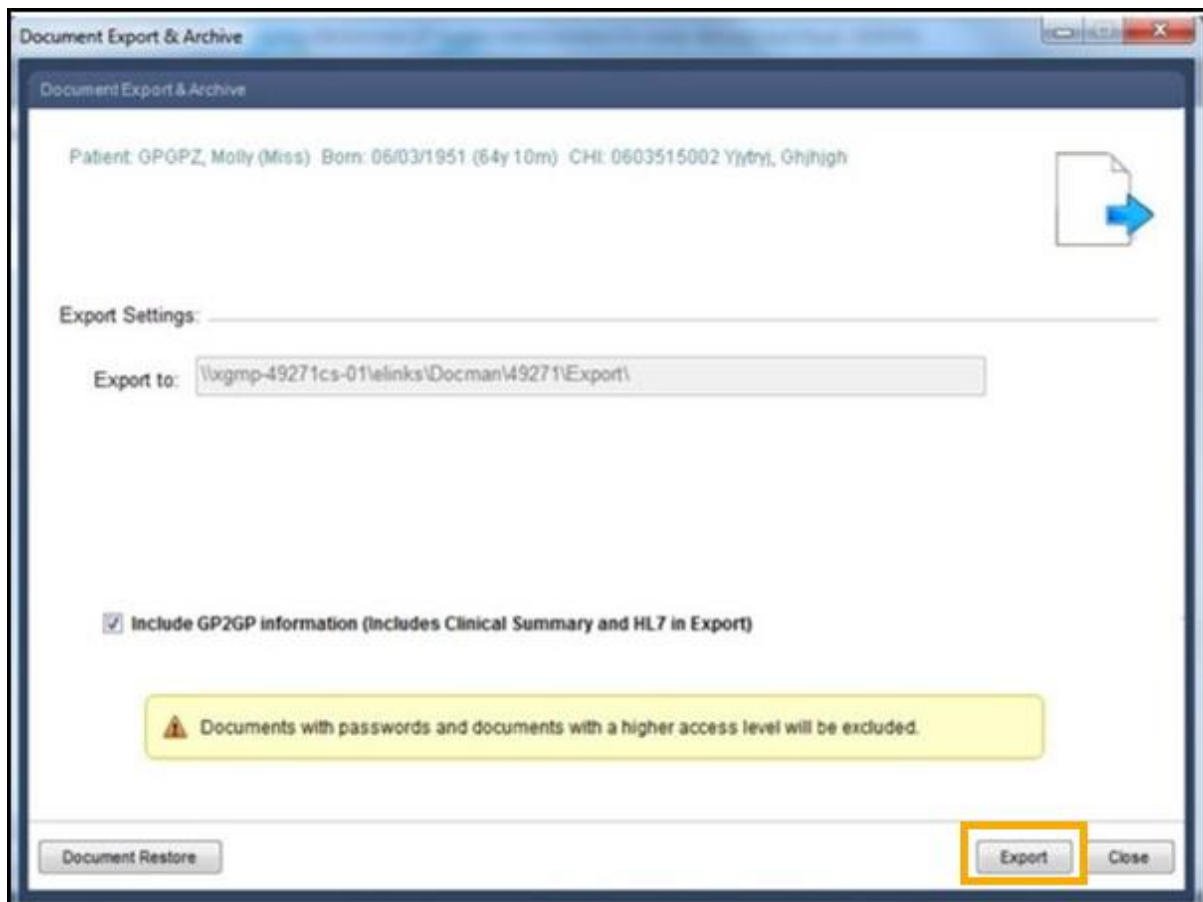 Document Export & Archive
Document Export & Archive
Patient: GPGPZ, Molly (Miss) Born: 06/03/1951 (64y 10m) CHI: 0603515002 Yjytryj, Ghjhjgh
Export Settings:
Export to: \\xgmp-49271cs-01\elinks\Docman\49271\Export\
Include GP2GP information (Includes Clinical Summary and HL7 in Export)
Documents with passwords and documents with a higher access level will be excluded.
Document Restore Export Close